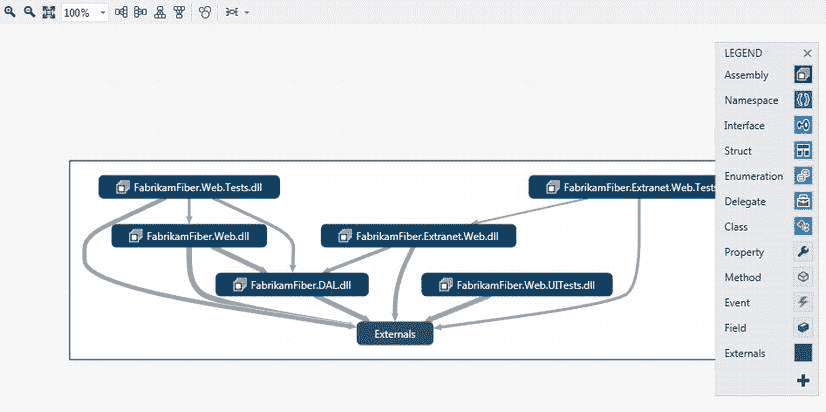 100%
LEGEND
Assembly
Namespace
Interface
Struct
Enumeration
Delegate
Class
Property
Method
Event
Field
Externals
FabrikamFiber.Web.Tests.dll
FabrikamFiber.Extranet.Web.Tests
FabrikamFiber.Web.dll
FabrikamFiber.Extranet.Web.dll
FabrikamFiber.DAL.dll
FabrikamFiber.Web.UITests.dll
Externals